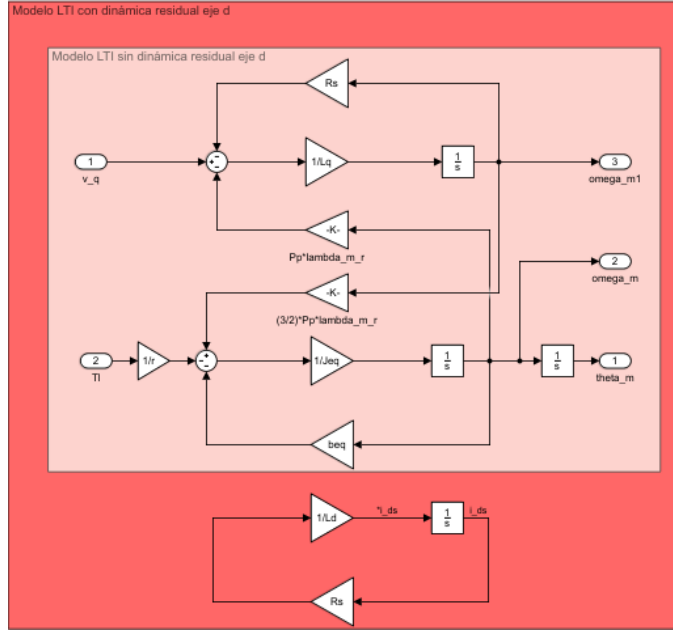 Modelo LTI con dinámica residual eje d
Modelo LTI sin dinámica residual eje d
Rs
1
v_q
1/Lq
1
s
3
omega_m1
-K-
Pp*lambda_m_r
2
omega_m
-K-
(3/2)*Pp*lambda_m_r
2
Tl
1/r
1/Jeq
1
s
1
s
1
theta_m
beq
1/Ld
*i_ds
1
s
i_ds
Rs